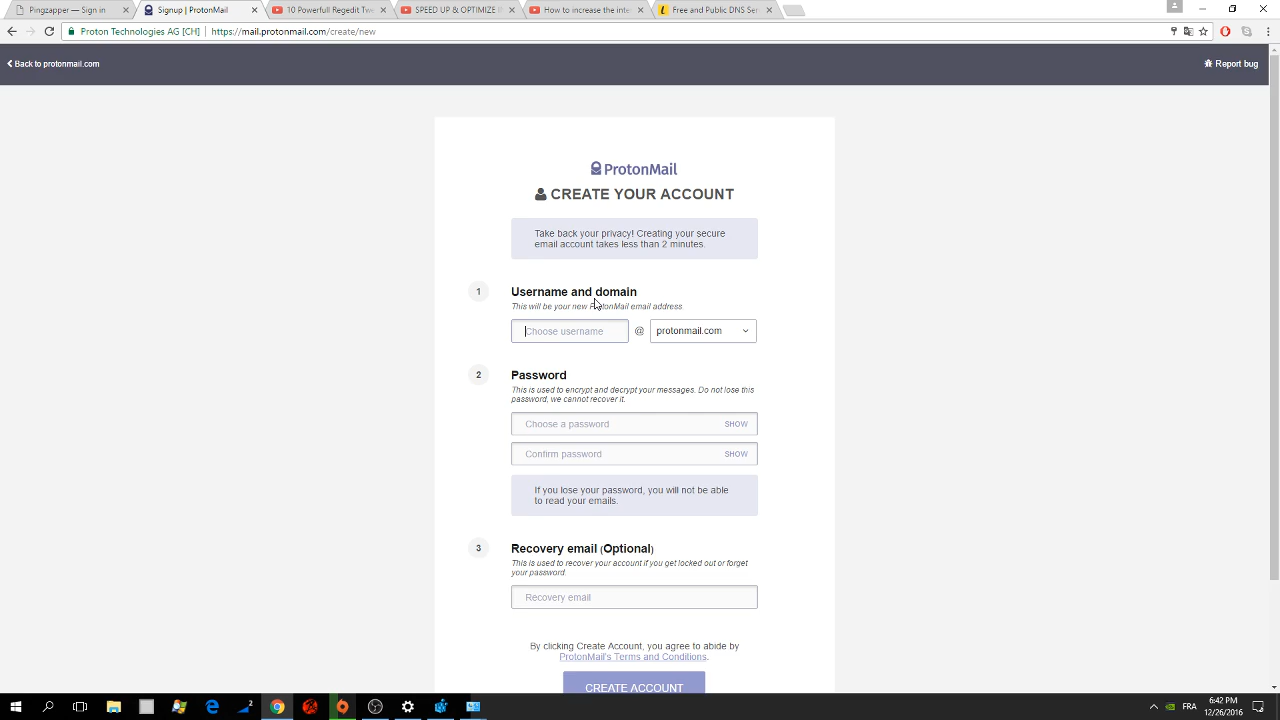 Pingzapper — Sign in
Signup | ProtonMail
10 Powerfull Regedit Twe
SPEED UP & OPTIMIZE
How to increase the inte
Free and Public DNS Serv
Proton Technologies AG [CH]
https://mail.protonmail.com/create/new
Back to protonmail.com
Report bug
ProtonMail
CREATE YOUR ACCOUNT
Take back your privacy! Creating your secure
email account takes less than 2 minutes.
1
Username and domain
This will be your new ProtonMail email address
Choose username
@
protonmail.com
2
Password
This is used to encrypt and decrypt your messages. Do not lose this
password, we cannot recover it.
Choose a password
SHOW
Confirm password
SHOW
If you lose your password, you will not be able
to read your emails.
3
Recovery email (Optional)
This is used to recover your account if you get locked out or forget
your password.
Recovery email
By clicking Create Account, you agree to abide by
ProtonMail's Terms and Conditions.
CREATE ACCOUNT
FRA
6:42 PM
12/26/2016